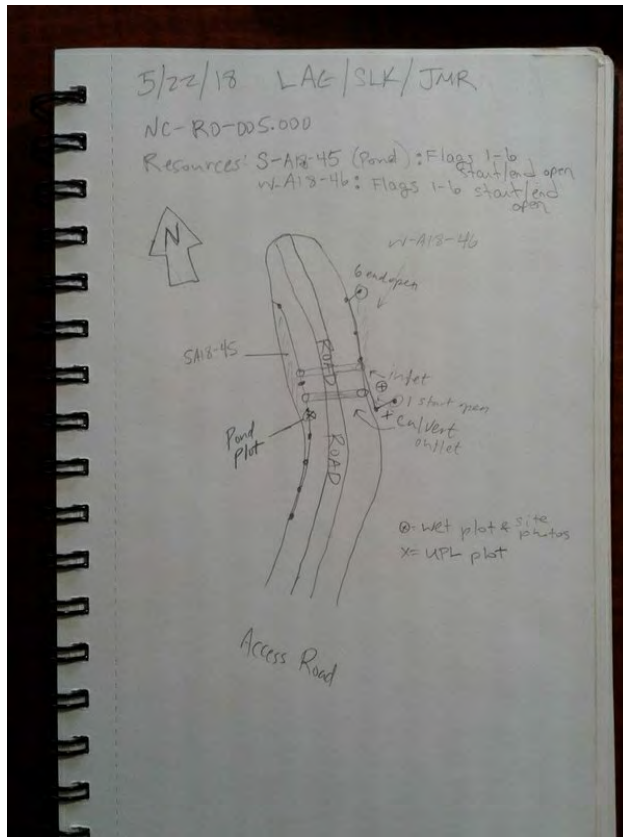 5/22/18 LAG/SLK/JMR
NC-RD-005.000
Resources: S-A18-45 (Pond): Flags 1-6
start/end open
W-A18-46: Flags 1-6 start/end
open
N
W-A18-46
6 end open
SA18-45
ROAD
inlet
1 start open
Calvert
outlet
Pond
Plot
ROAD
wet plot & site
photos
X= UPL plot
Access Road